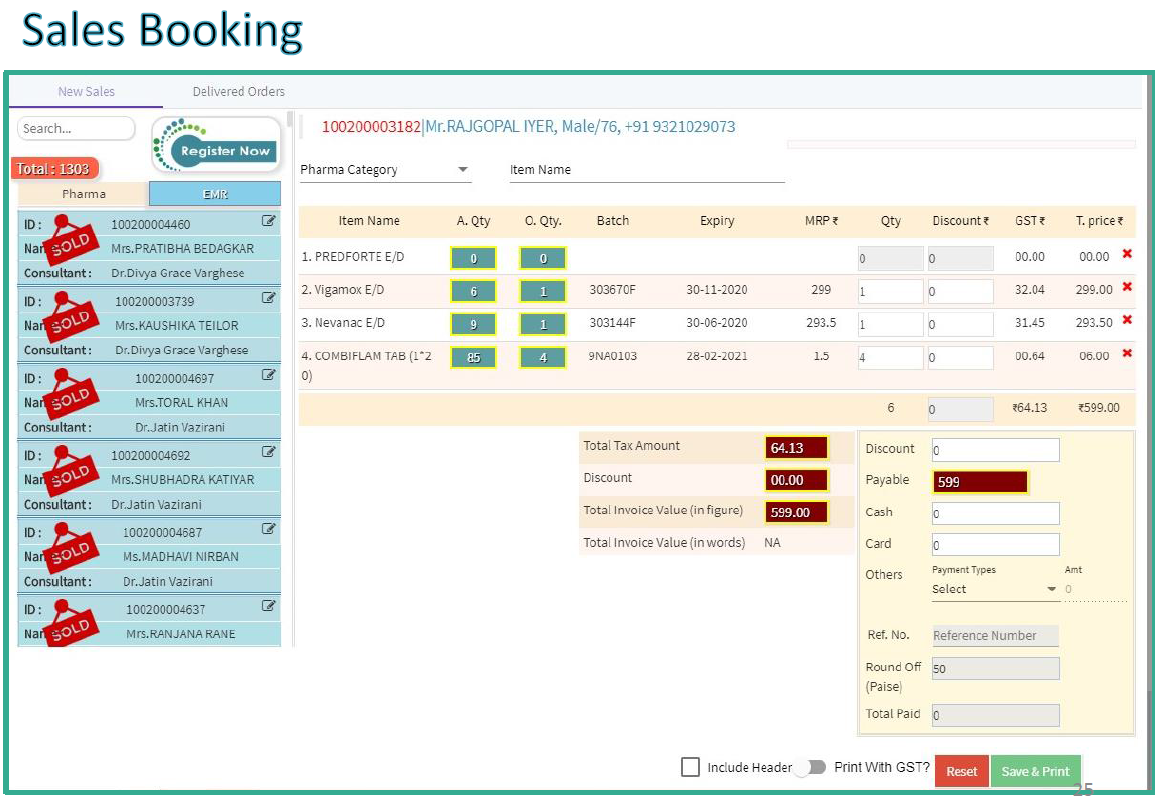 Sales Booking
New Sales Delivered Orders
Search...
Register Now
Total : 1303
Pharma EMR
ID : 100200004460
SOLD
Mrs.PRATIBHA BEDAGKAR
Consultant : Dr.Divya Grace Varghese
ID : 100200003739
SOLD
Mrs.KAUSHIKA TEILOR
Consultant : Dr.Divya Grace Varghese
ID : 100200004697
SOLD
Mrs.TORAL KHAN
Consultant : Dr.Jatin Vazirani
ID : 100200004692
SOLD
Mrs.SHUBHADRA KATIYAR
Consultant : Dr.Jatin Vazirani
ID : 100200004687
SOLD
Ms.MADHAVI NIRBAN
Consultant : Dr.Jatin Vazirani
ID : 100200004637
SOLD
Mrs.RANJANA RANE
100200003182|Mr.RAJGOPAL IYER, Male/76, +91 9321029073
Pharma Category Item Name
Item Name A. Qty O. Qty. Batch Expiry MRP ₹ Qty Discount ₹ GST ₹ T. price ₹
1. PREDFORTE E/D 0 0 0 0 00.00 00.00
2. Vigamox E/D 6 1 303670F 30-11-2020 299 1 0 32.04 299.00
3. Nevanac E/D 9 1 303144F 30-06-2020 293.5 1 0 31.45 293.50
4. COMBIFLAM TAB (1*2 85 4 9NA0103 28-02-2021 1.5 4 0 00.64 06.00
0)
6 0 ₹64.13 ₹599.00
Total Tax Amount 64.13
Discount 00.00
Total Invoice Value (in figure) 599.00
Total Invoice Value (in words) NA
Discount 0
Payable 599
Cash 0
Card 0
Others Payment Types Amt
Select 0
Ref. No. Reference Number
Round Off 50
(Paise)
Total Paid 0
Include Header Print With GST? Reset Save & Print
25